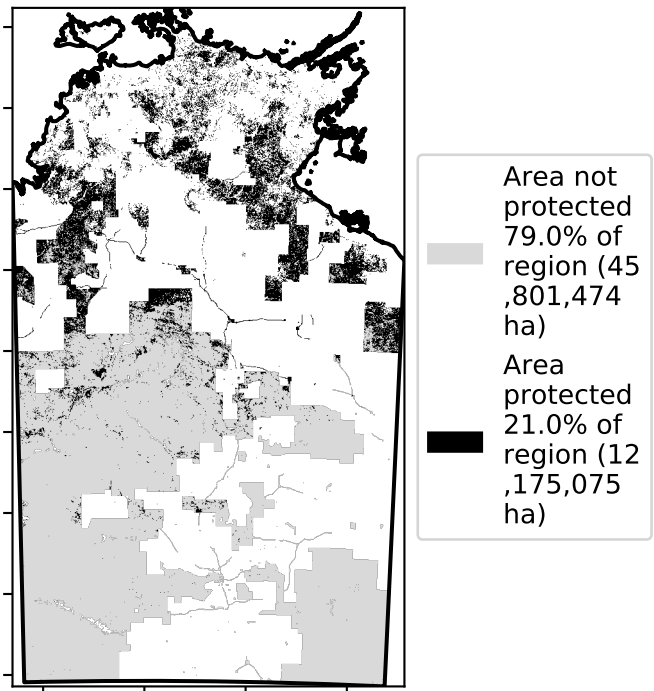 Area not
protected
79.0% of
region (45
,801,474
ha)
Area
protected
21.0% of
region (12
,175,075
ha)